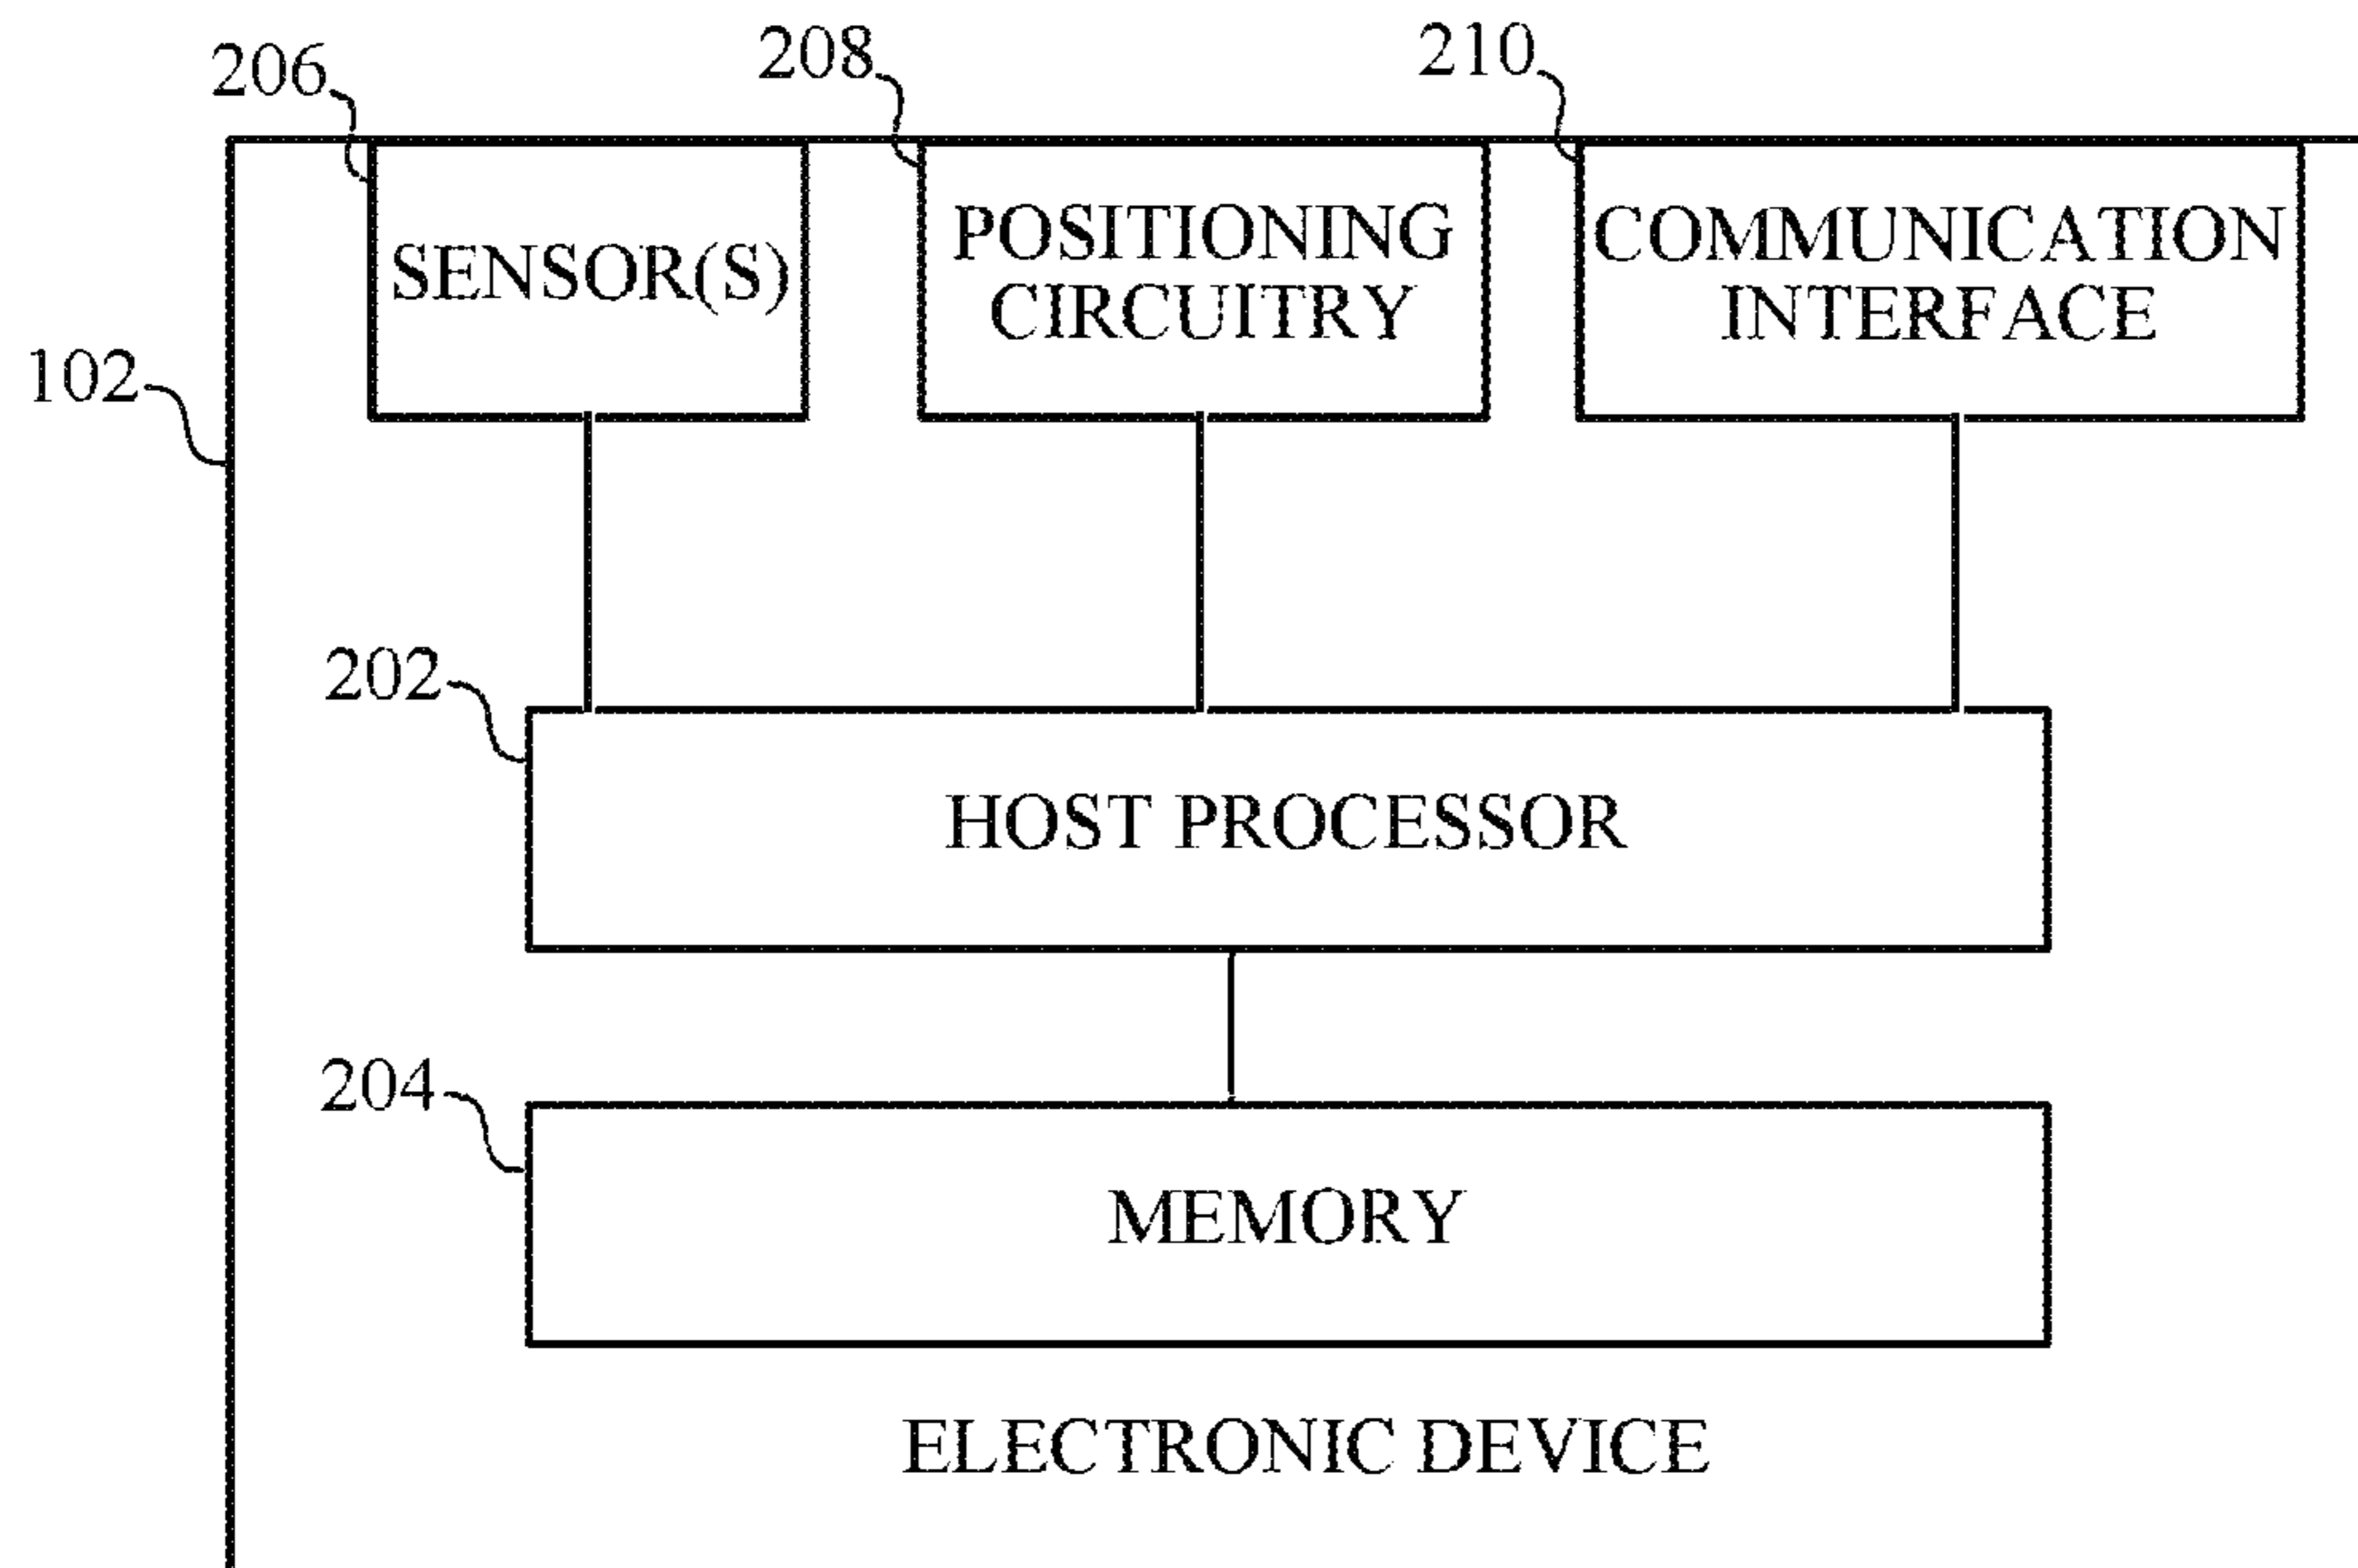 206
208
210
SENSOR(S)
POSITIONING
CIRCUITRY
COMMUNICATION
INTERFACE
102
202
HOST PROCESSOR
204
MEMORY
ELECTRONIC DEVICE